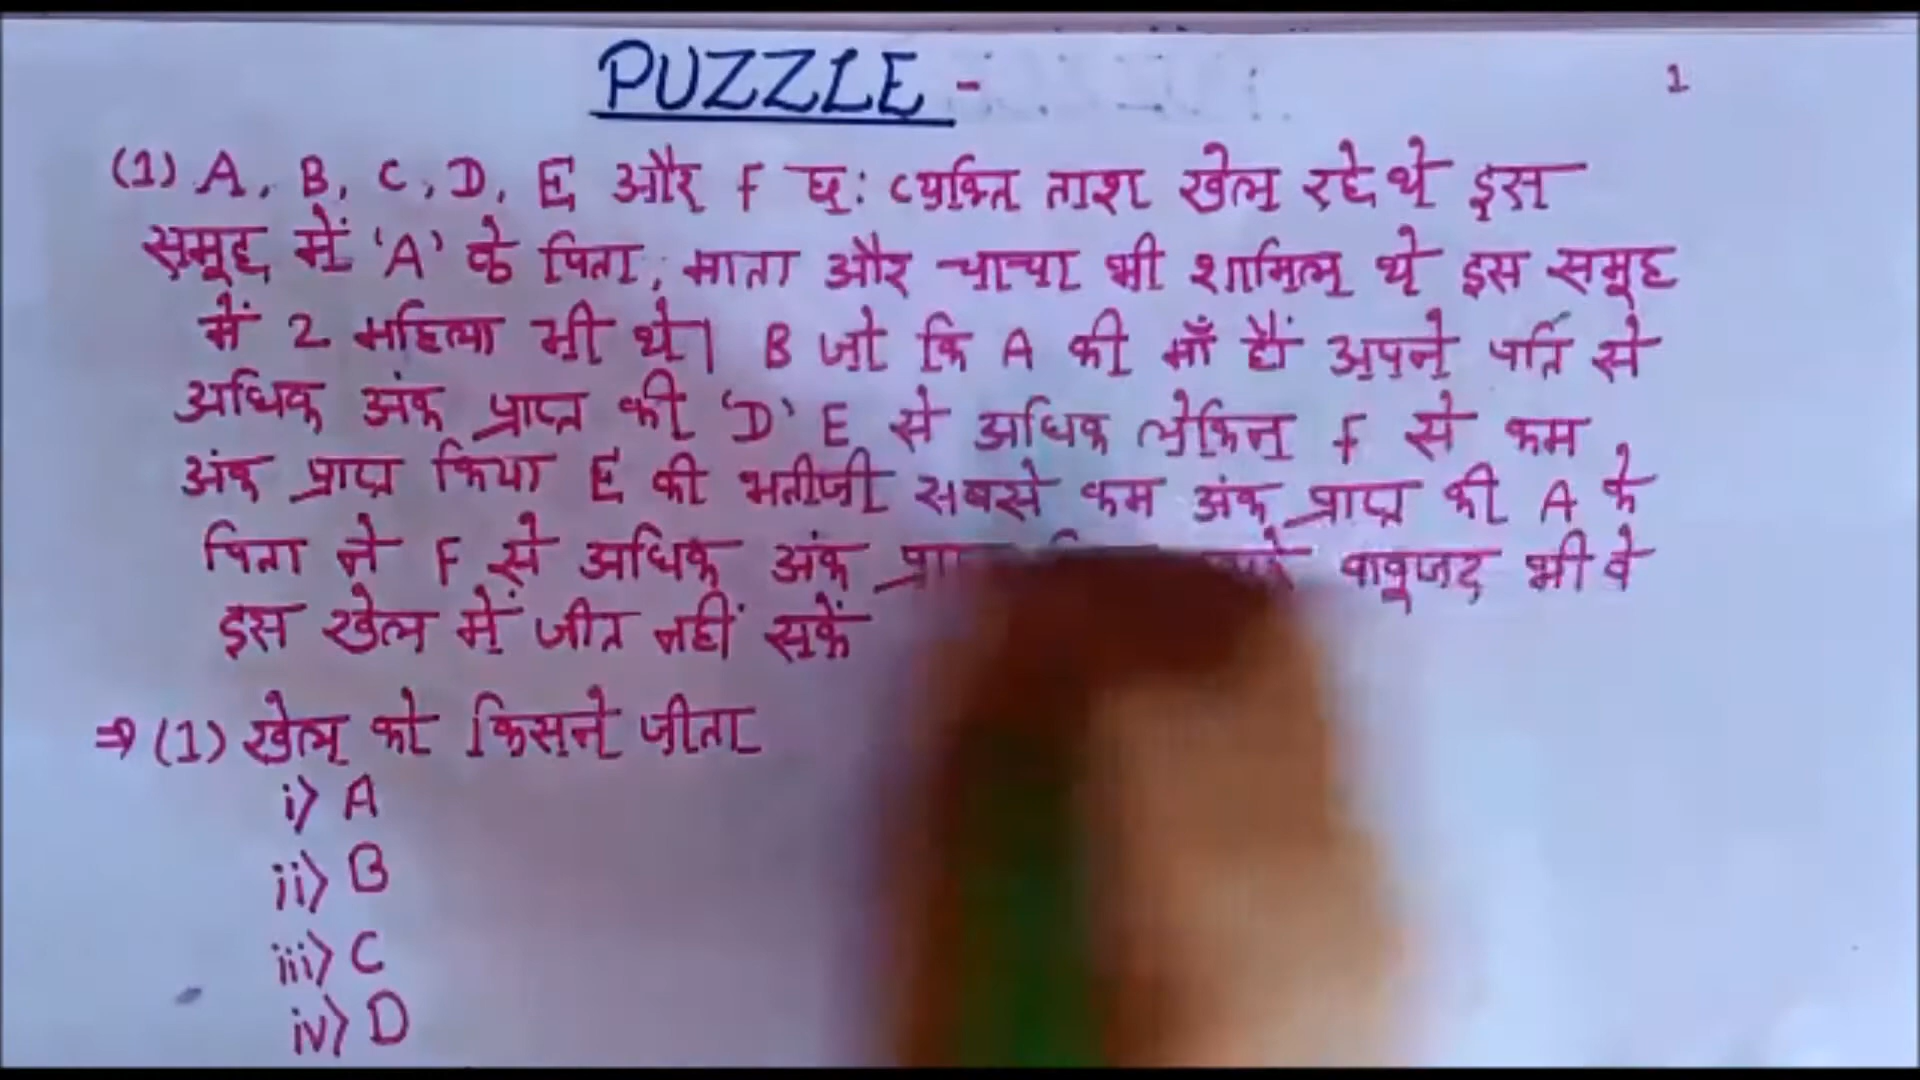 PUZZLE -
1
(1) A, B, C, D, E और F छ: व्यक्ति ताश खेल रहे थे इस
समूह में 'A' के पिता, माता और चाचा भी शामिल थे इस समूह
में 2 महिला भी थे। B जो कि A की माँ हैं अपने पति से
अधिक अंक प्राप्त की 'D' E से अधिक लेकिन F से कम
अंक प्राप्त किया E की भतीजी सबसे कम अंक प्राप्त की A के
पिता ने F से अधिक अंक वाबूजद भी वे
इस खेल में जीत नहीं सकें
⇒ (1) खेल को किसने जीता
i) A
ii) B
iii) C
iv) D